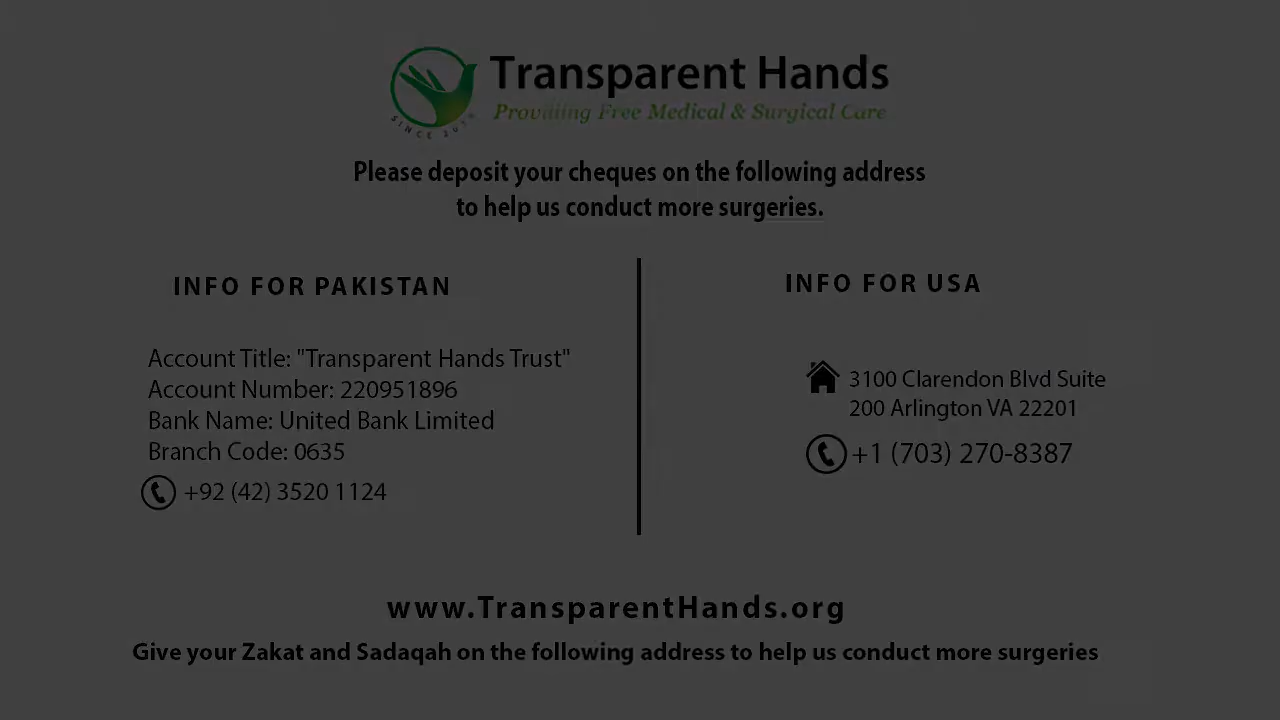 Transparent Hands
Providing Free Medical & Surgical Care
SINCE 2014
Please deposit your cheques on the following address
to help us conduct more surgeries.
INFO FOR PAKISTAN
Account Title: "Transparent Hands Trust"
Account Number: 220951896
Bank Name: United Bank Limited
Branch Code: 0635
+92 (42) 3520 1124
INFO FOR USA
3100 Clarendon Blvd Suite
200 Arlington VA 22201
+1 (703) 270-8387
www.TransparentHands.org
Give your Zakat and Sadaqah on the following address to help us conduct more surgeries